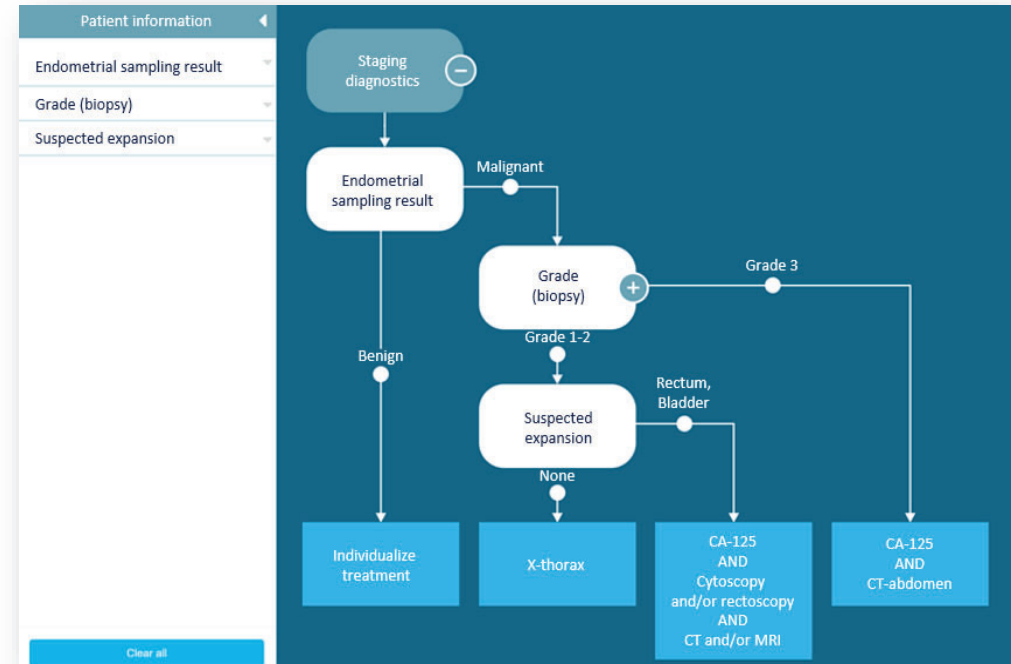 Patient information
Endometrial sampling result
Grade (biopsy)
Suspected expansion
Clear all
Staging
diagnostics
−
Endometrial
sampling result
Malignant
Grade
(biopsy)
+
Grade 3
Grade 1-2
Benign
Suspected
expansion
Rectum,
Bladder
None
Individualize
treatment
X-thorax
CA-125
AND
Cytoscopy
and/or rectoscopy
AND
CT and/or MRI
CA-125
AND
CT-abdomen